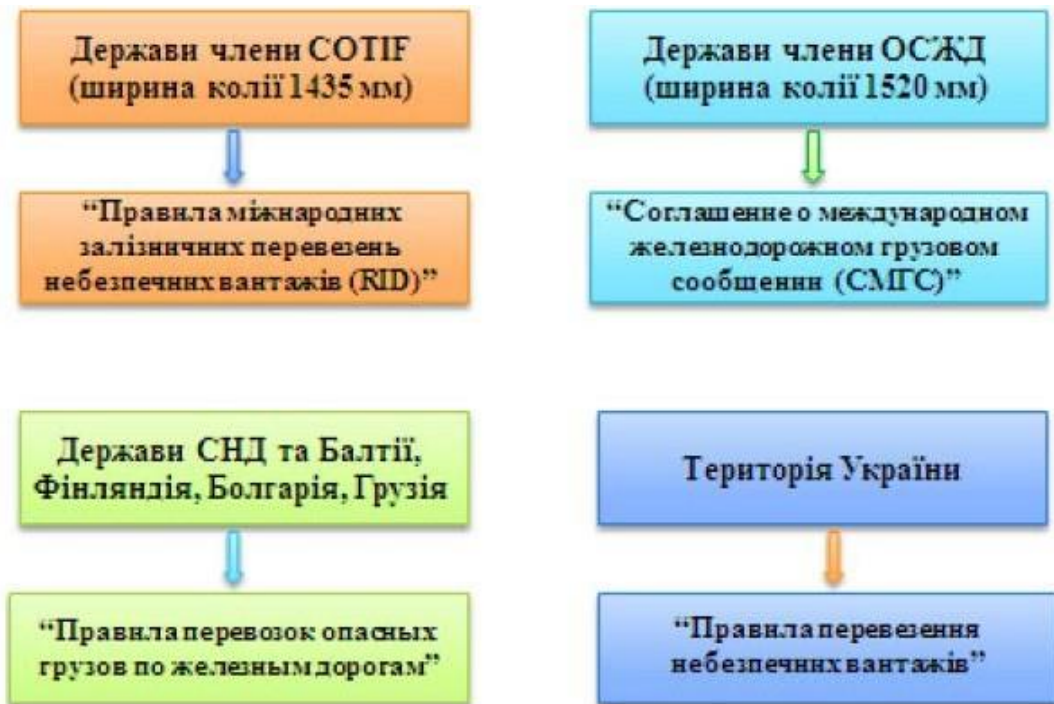 Держави члени COTIF
(ширина колії 1435 мм)
Держави члени ОСЖД
(ширина колії 1520 мм)
“Правила міжнародних
залізничних перевезень
небезпечних вантажів (RID)”
“Соглашение о международном
железнодорожном грузовом
сообщении (СМГС)”
Держави СНД та Балтії,
Фінляндія, Болгарія, Грузія
Територія України
“Правила перевозок опасных
грузов по железным дорогам”
“Правила перевезення
небезпечних вантажів”